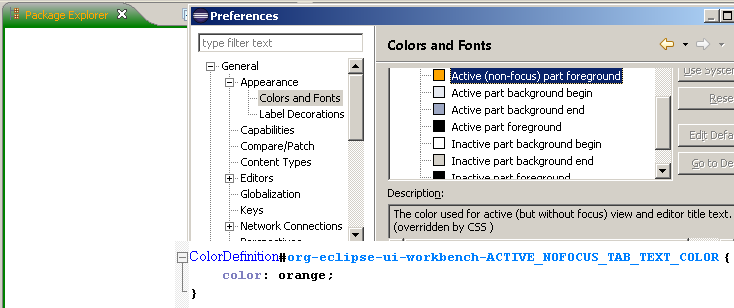 Package Explorer
Preferences
type filter text
General
Appearance
Colors and Fonts
Label Decorations
Capabilities
Compare/Patch
Content Types
Editors
Globalization
Keys
Network Connections
Perspectives
Colors and Fonts
Active (non-focus) part foreground
Active part background begin
Active part background end
Active part foreground
Inactive part background begin
Inactive part background end
Inactive part foreground
Use System
Rese
Edit Defa
Go to De
Description:
The color used for active (but without focus) view and editor title text.
(overridden by CSS )
ColorDefinition#org-eclipse-ui-workbench-ACTIVE_NOFOCUS_TAB_TEXT_COLOR {
color: orange;
}